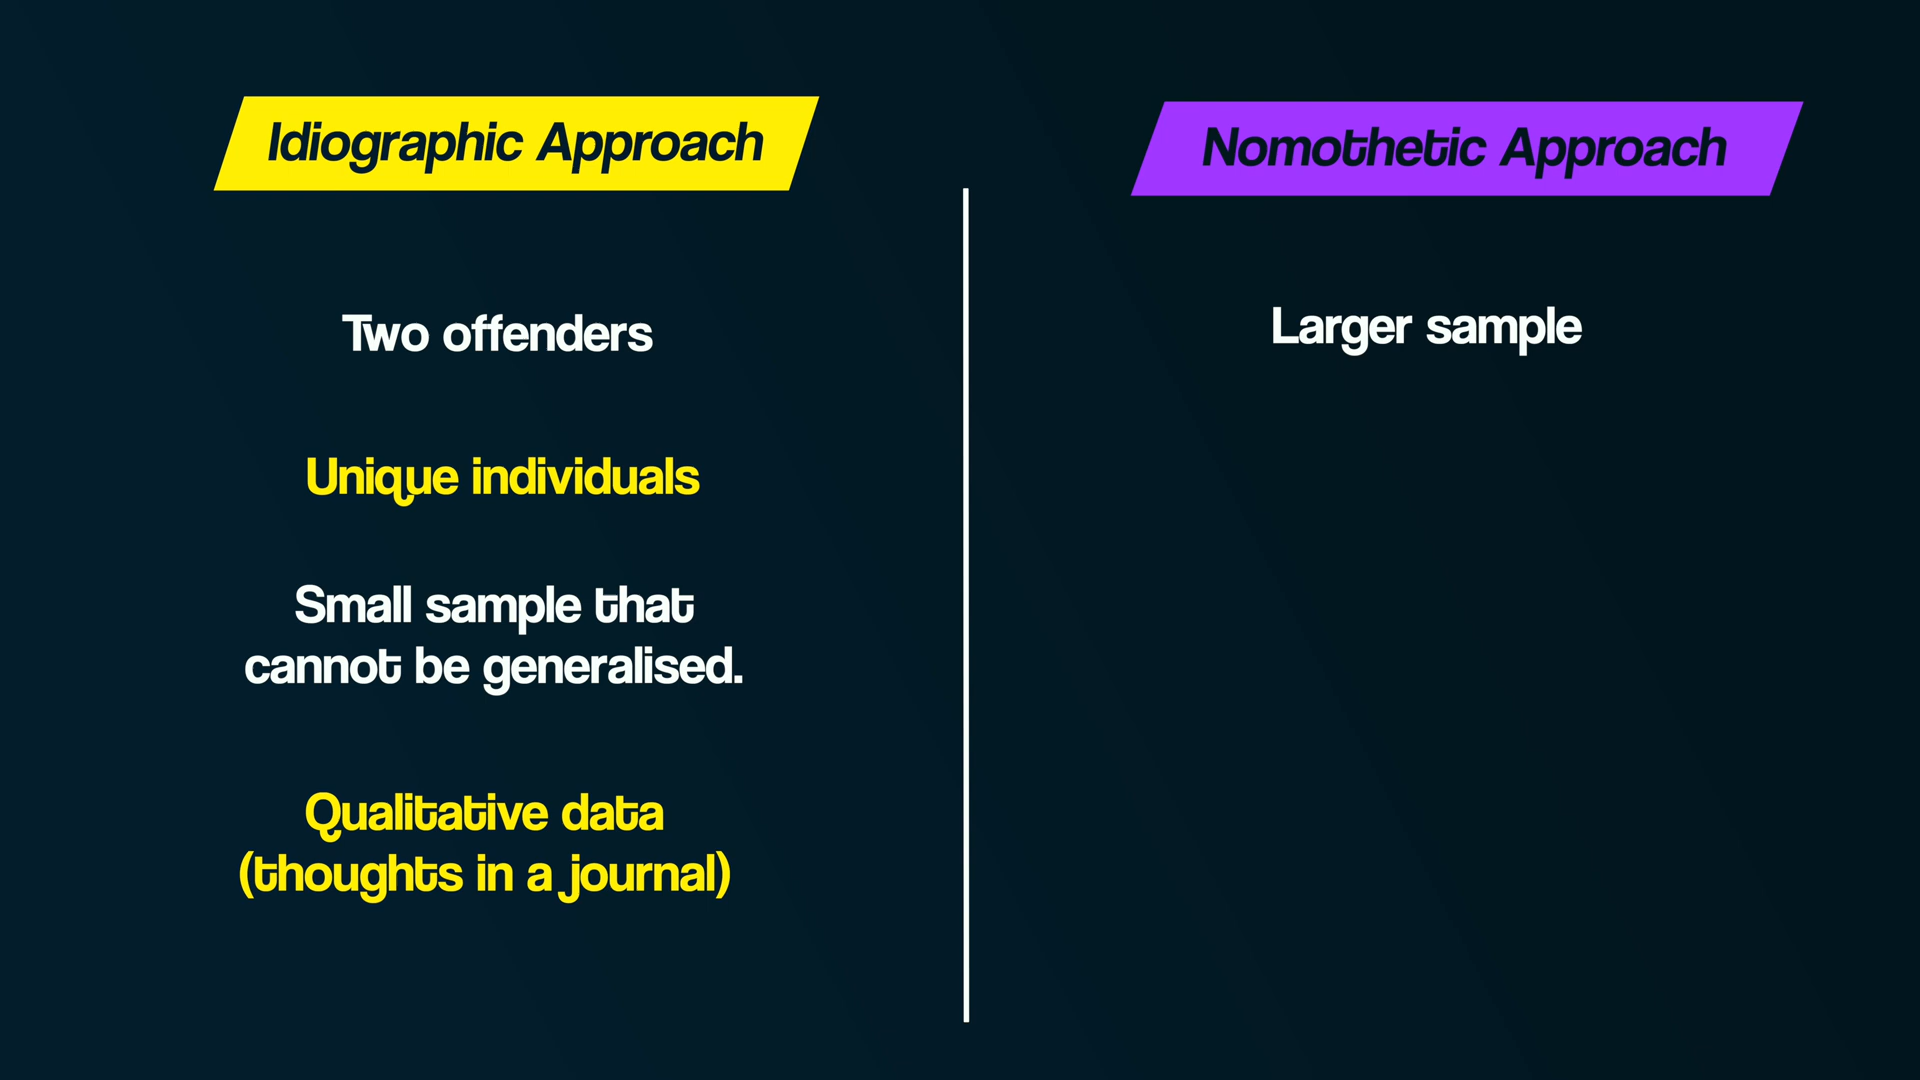 Idiographic Approach
Two offenders
Unique individuals
Small sample that
cannot be generalised.
Qualitative data
(thoughts in a journal)
Nomothetic Approach
Larger sample